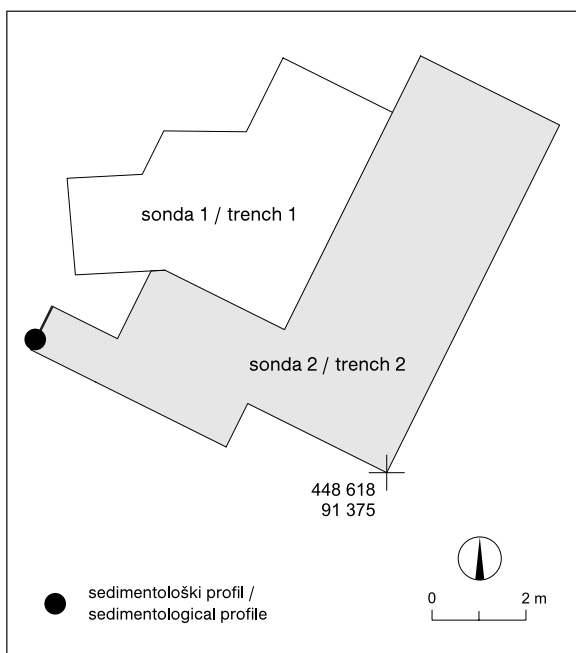 sonda 1 / trench 1
sonda 2 / trench 2
448 618
91 375
sedimentološki profil /
sedimentological profile
0 2 m